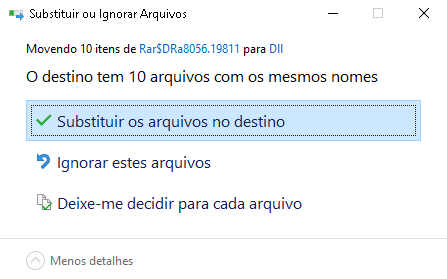 Substituir ou Ignorar Arquivos
Movendo 10 itens de Rar$DRa8056.19811 para Dll
O destino tem 10 arquivos com os mesmos nomes
Substituir os arquivos no destino
Ignorar estes arquivos
Deixe-me decidir para cada arquivo
Menos detalhes